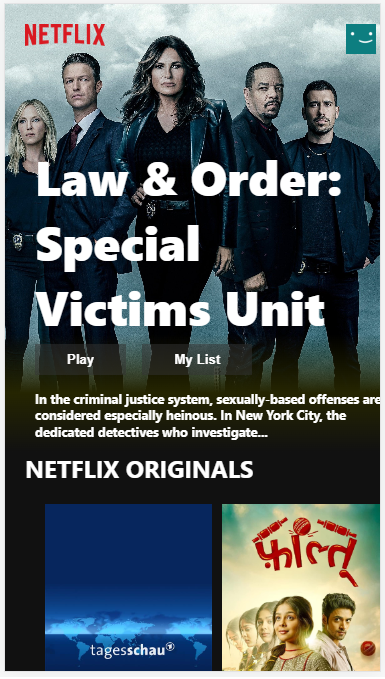 NETFLIX
Law & Order:
Special
Victims Unit
Play
My List
In the criminal justice system, sexually-based offenses are
considered especially heinous. In New York City, the
dedicated detectives who investigate...
NETFLIX ORIGINALS
tagesschau
फ़ालतू